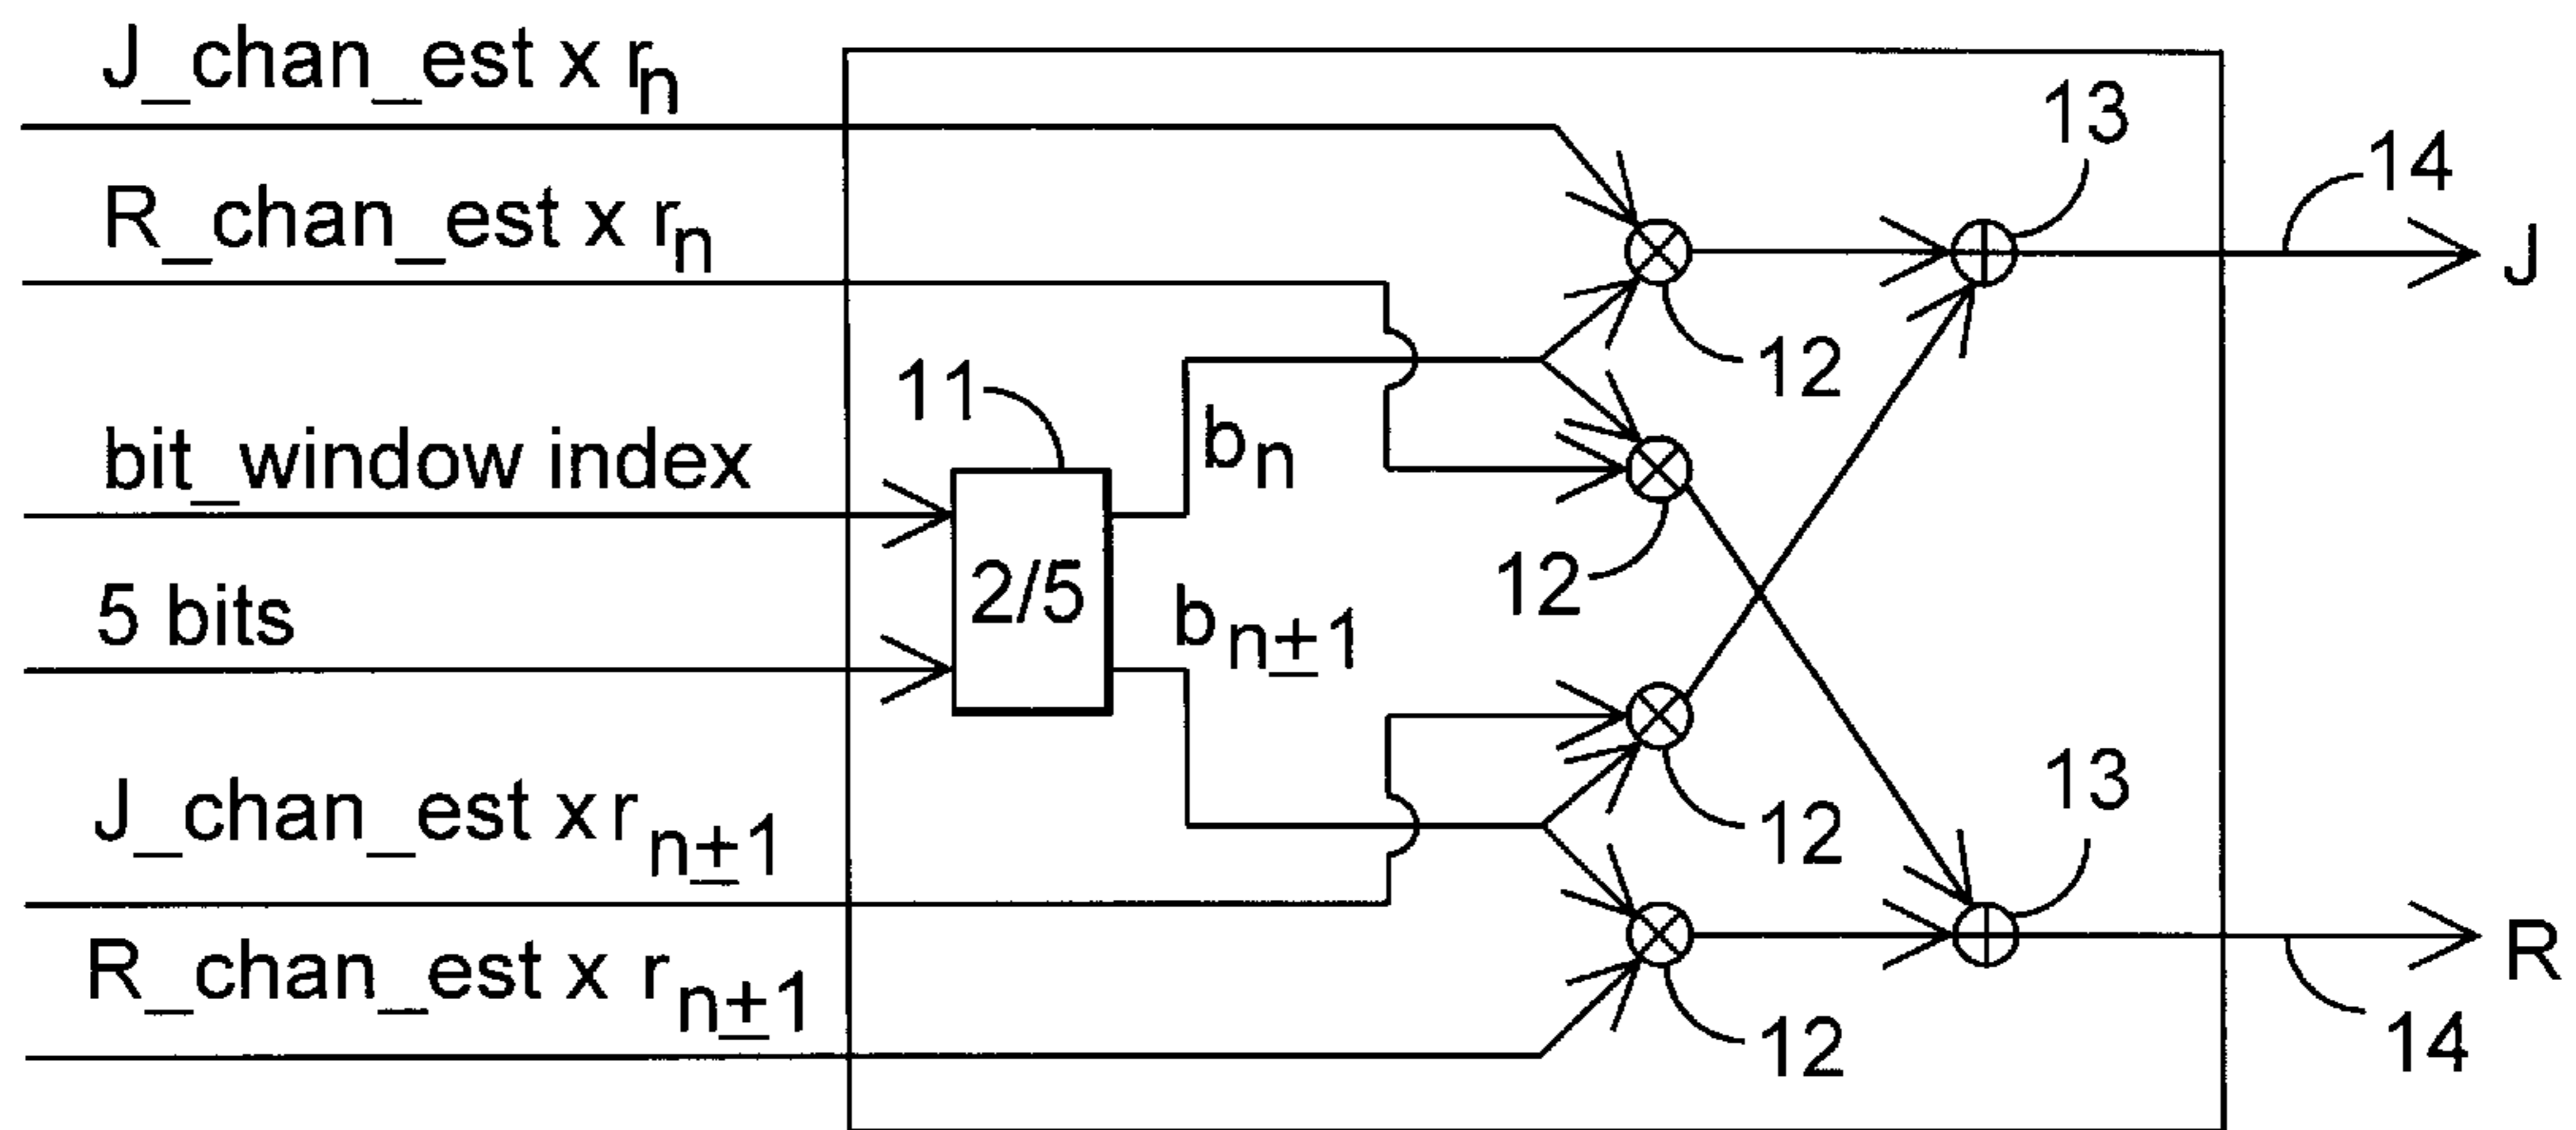 J_chan_est x rn
13
14
R_chan_est x rn
J
12
11
bn
bit_window index
12
2/5
5 bits
bn±1
13
J_chan_est x rn±1
12
R_chan_est x rn±1
R
12
14